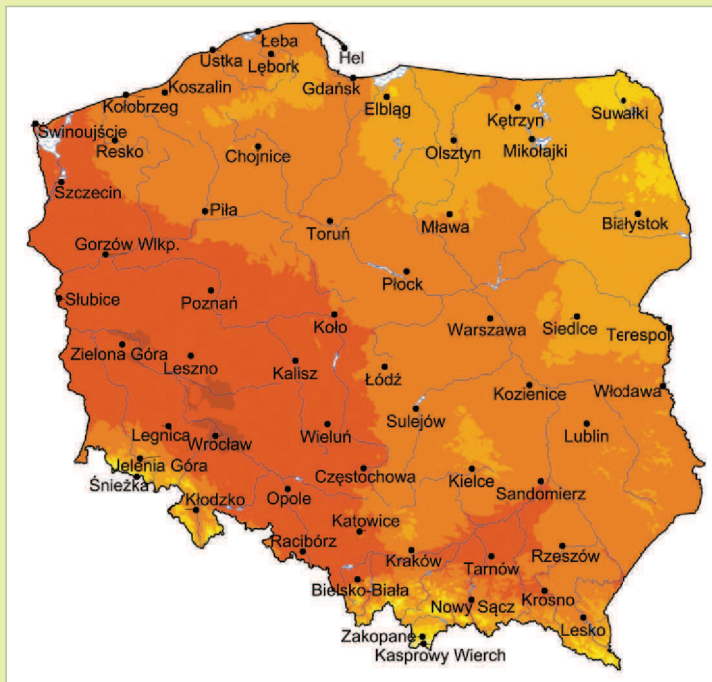 Łeba
Ustka
Lębork
Hel
Gdańsk
Koszalin
Kołobrzeg
Elbląg
Kętrzyn
Suwałki
Świnoujście
Resko
Chojnice
Olsztyn
Mikołajki
Szczecin
Piła
Toruń
Mława
Białystok
Gorzów Wlkp.
Płock
Słubice
Poznań
Koło
Warszawa
Siedlce
Terespol
Zielona Góra
Leszno
Kalisz
Łódź
Kozienice
Włodawa
Sulejów
Legnica
Wrocław
Wieluń
Lublin
Jelenia Góra
Śnieżka
Częstochowa
Kielce
Sandomierz
Kłodzko
Opole
Katowice
Racibórz
Kraków
Tarnów
Rzeszów
Bielsko-Biała
Nowy Sącz
Krosno
Lesko
Zakopane
Kasprowy Wierch